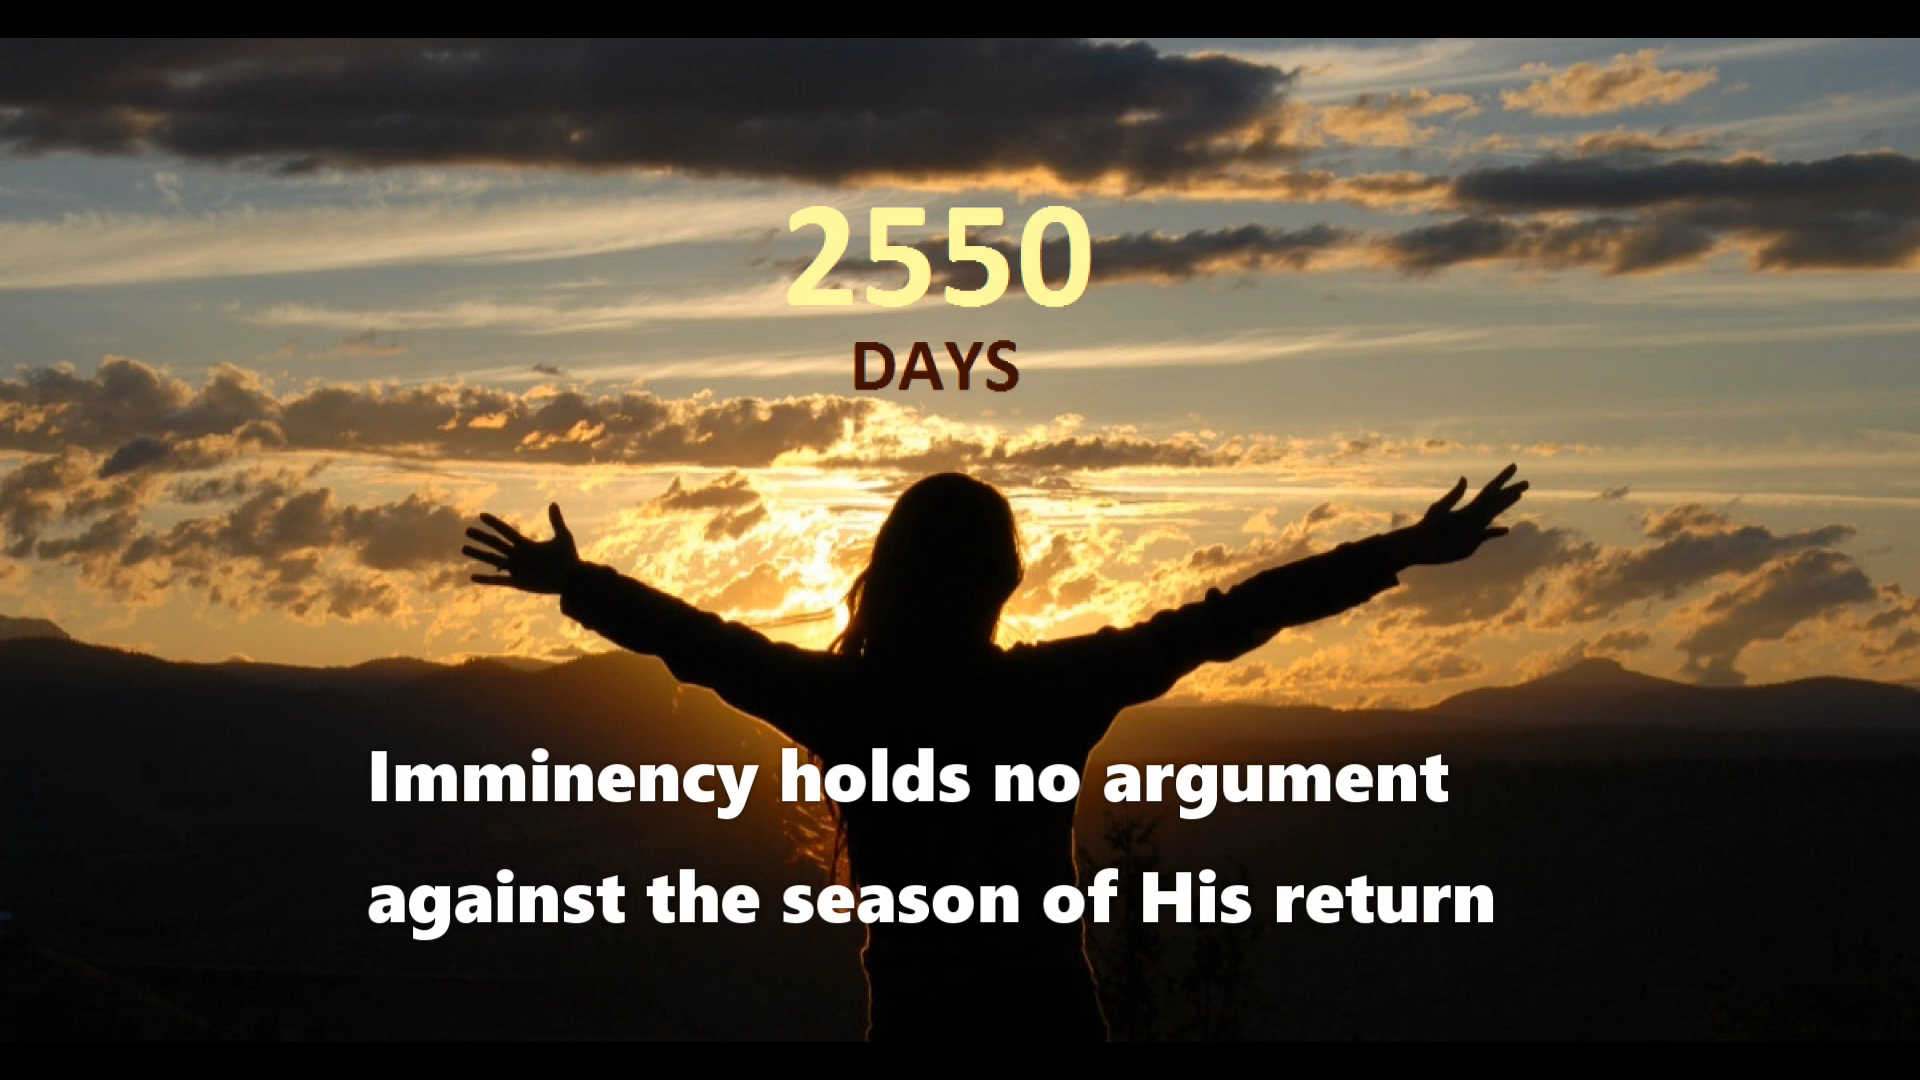 2550
DAYS
Imminency holds no argument
against the season of His return